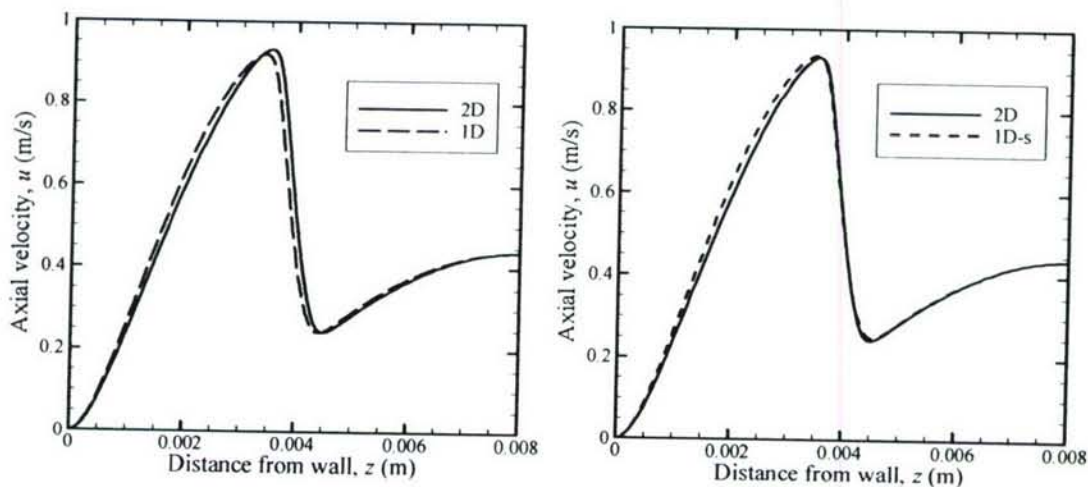 1
0.8
0.6
0.4
0.2
0
Axial velocity, u (m/s)
2D
1D
0 0.002 0.004 0.006 0.008
Distance from wall, z (m)
1
0.8
0.6
0.4
0.2
0
Axial velocity, u (m/s)
2D
1D-s
0 0.002 0.004 0.006 0.008
Distance from wall, z (m)